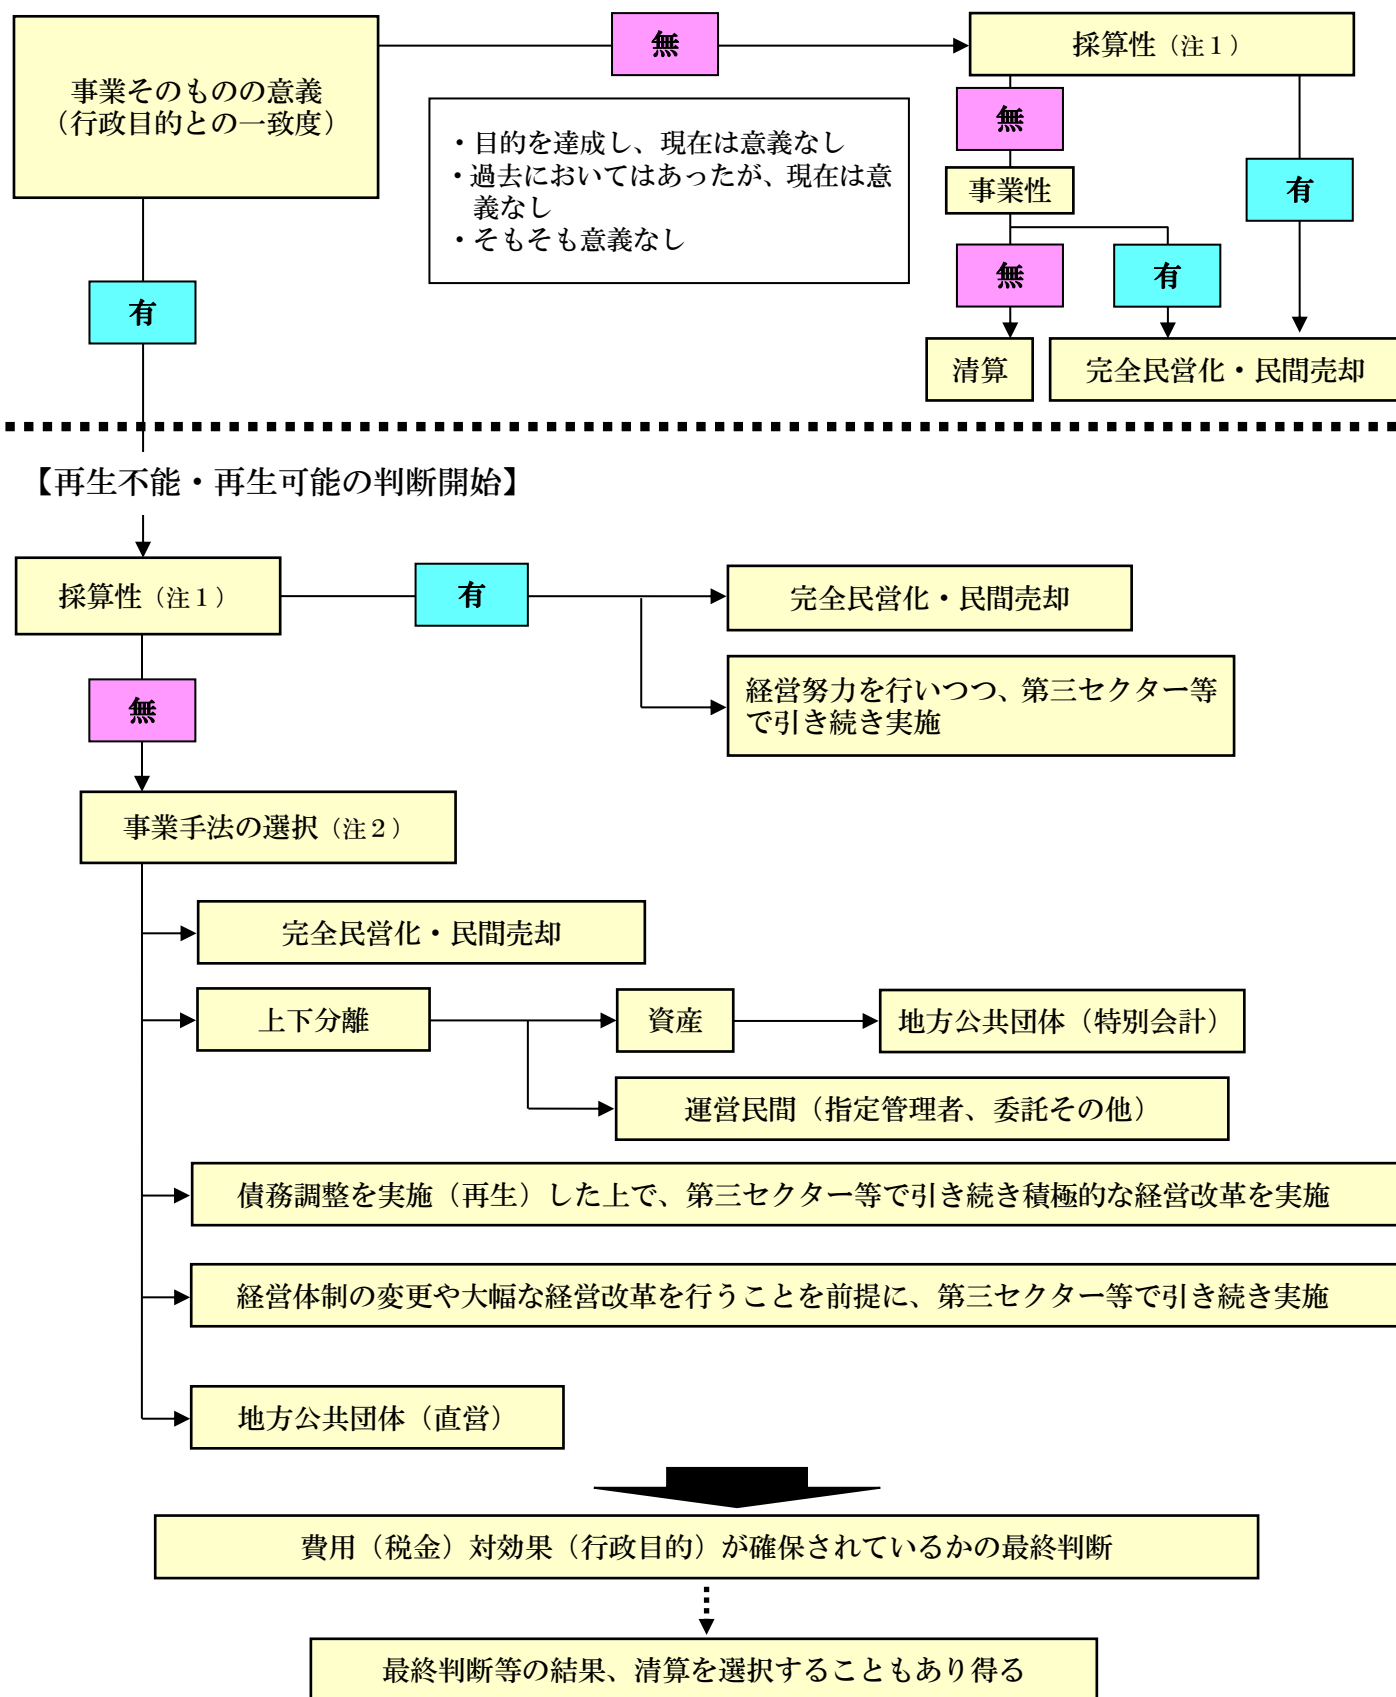 事業そのものの意義
（行政目的との一致度）
無
採算性（注１）
・目的を達成し、現在は意義なし
・過去においてはあったが、現在は意
義なし
・そもそも意義なし
無
事業性
有
無
有
清算
完全民営化・民間売却
有
【再生不能・再生可能の判断開始】
採算性（注１）
有
完全民営化・民間売却
経営努力を行いつつ、第三セクター等
で引き続き実施
無
事業手法の選択（注２）
完全民営化・民間売却
上下分離
資産
地方公共団体（特別会計）
運営民間（指定管理者、委託その他）
債務調整を実施（再生）した上で、第三セクター等で引き続き積極的な経営改革を実施
経営体制の変更や大幅な経営改革を行うことを前提に、第三セクター等で引き続き実施
地方公共団体（直営）
費用（税金）対効果（行政目的）が確保されているかの最終判断
最終判断等の結果、清算を選択することもあり得る